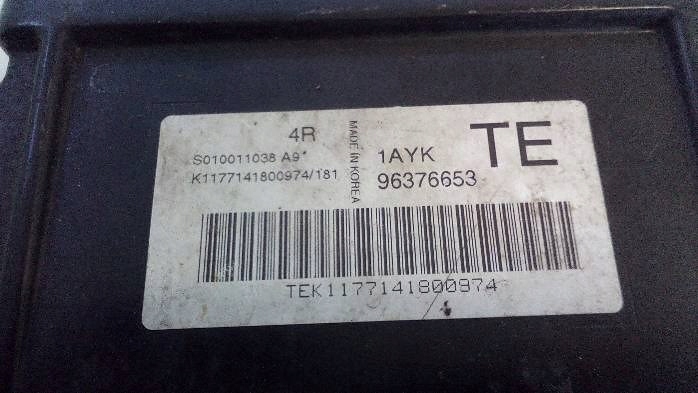 4R
S010011038 A9*
K1177141800974/181
MADE IN KOREA
1AYK
TE
96376653
TEK1177141800974